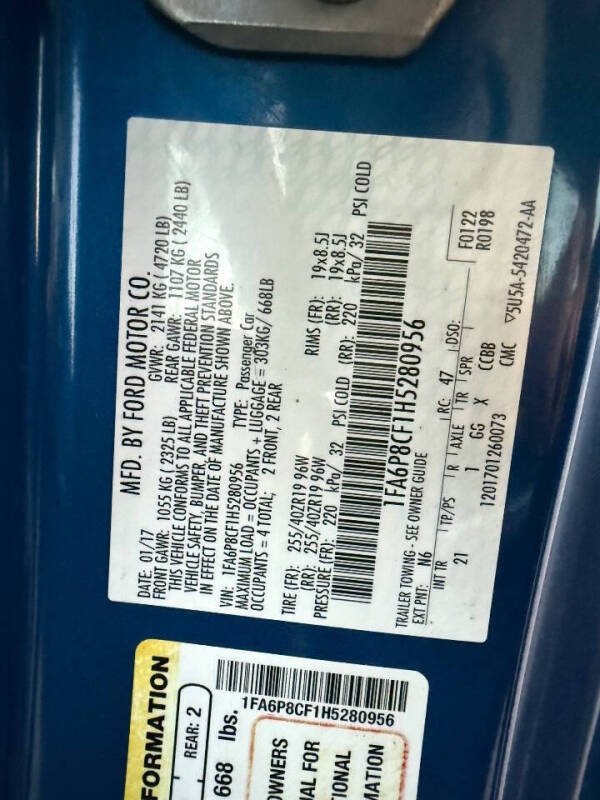 MFD. BY FORD MOTOR CO.
DATE: 01/17 GVWR: 2141 KG ( 4720 LB)
FRONT GAWR: 1055 KG ( 2325 LB) REAR GAWR: 1107 KG ( 2440 LB)
THIS VEHICLE CONFORMS TO ALL APPLICABLE FEDERAL MOTOR
VEHICLE SAFETY, BUMPER, AND THEFT PREVENTION STANDARDS
IN EFFECT ON THE DATE OF MANUFACTURE SHOWN ABOVE.
VIN: 1FA6P8CF1H5280956 TYPE: Passenger Car
MAXIMUM LOAD = OCCUPANTS + LUGGAGE = 303KG/ 668LB
OCCUPANTS = 4 TOTAL; 2 FRONT, 2 REAR
TIRE (FR): 255/40ZR19 96W RIMS (FR): 19x8.5J
(RR): 255/40ZR19 96W (RR): 19x8.5J
PRESSURE (FR): 220 kPa/ 32 PSI COLD (RR): 220 kPa/ 32 PSI COLD
1FA6P8CF1H5280956
TRAILER TOWING - SEE OWNER GUIDE F0122
EXT PNT: N6 RC: 47 DSO: R0198
INT TR TP/PS R AXLE TR SPR
21 1 GG X CCBB
1201701260073 CMC ▽5U5A-5420472-AA
FORMATION
REAR: 2
668 lbs.
1FA6P8CF1H5280956
OWNERS
UAL FOR
TIONAL
MATION